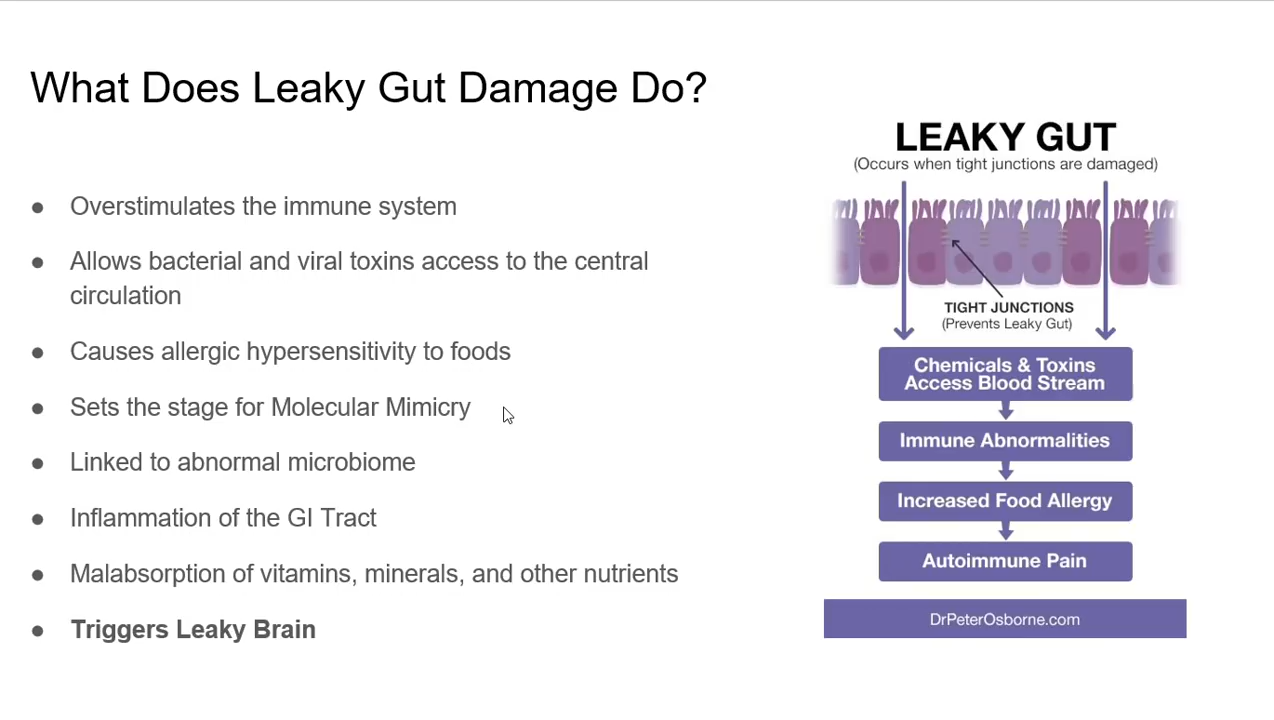 What Does Leaky Gut Damage Do?
● Overstimulates the immune system
● Allows bacterial and viral toxins access to the central
circulation
● Causes allergic hypersensitivity to foods
● Sets the stage for Molecular Mimicry
● Linked to abnormal microbiome
● Inflammation of the GI Tract
● Malabsorption of vitamins, minerals, and other nutrients
● Triggers Leaky Brain
LEAKY GUT
(Occurs when tight junctions are damaged)
TIGHT JUNCTIONS
(Prevents Leaky Gut)
Chemicals & Toxins
Access Blood Stream
Immune Abnormalities
Increased Food Allergy
Autoimmune Pain
DrPeterOsborne.com